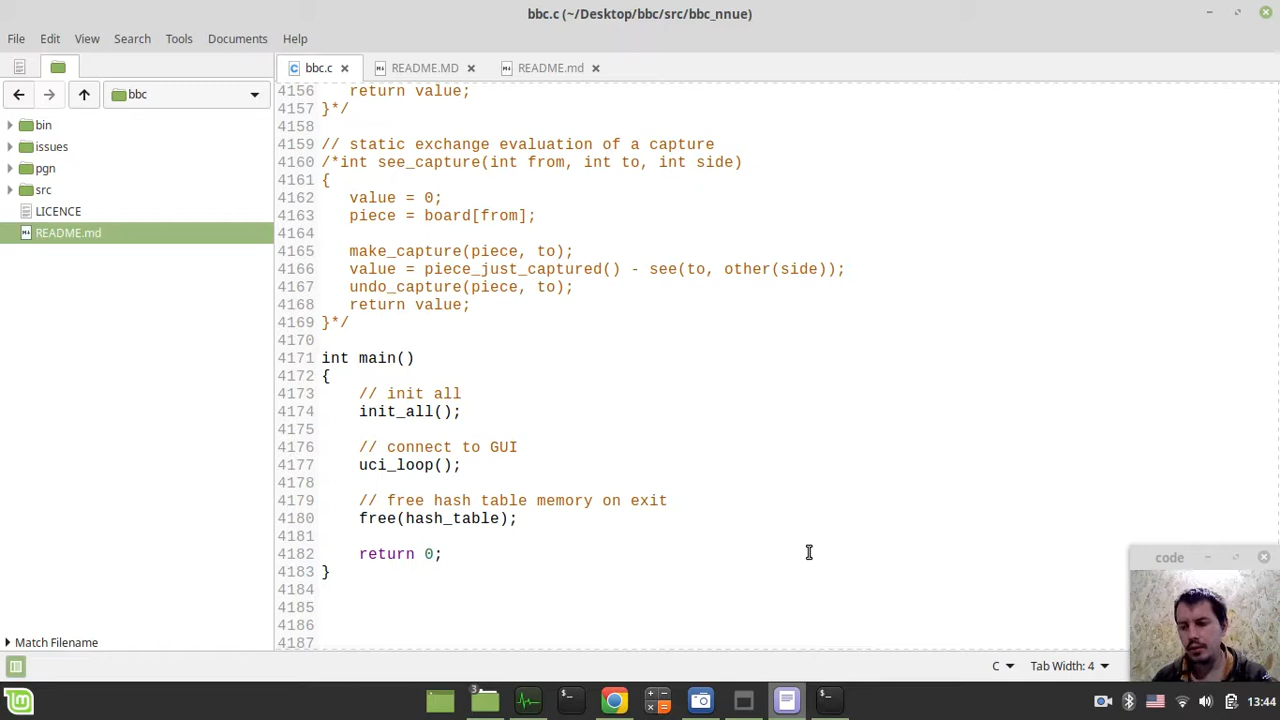 bbc.c (~/Desktop/bbc/src/bbc_nnue)
File Edit View Search Tools Documents Help
bbc.c README.MD README.md
bbc
bin
issues
pgn
src
LICENCE
README.md
4156    return value;
4157 }*/
4158
4159 // static exchange evaluation of a capture
4160 /*int see_capture(int from, int to, int side)
4161 {
4162    value = 0;
4163    piece = board[from];
4164
4165    make_capture(piece, to);
4166    value = piece_just_captured() - see(to, other(side));
4167    undo_capture(piece, to);
4168    return value;
4169 }*/
4170
4171 int main()
4172 {
4173     // init all
4174     init_all();
4175
4176     // connect to GUI
4177     uci_loop();
4178
4179     // free hash table memory on exit
4180     free(hash_table);
4181
4182     return 0;
4183 }
4184
4185
4186
4187
Match Filename
code
C Tab Width: 4
3
13:44